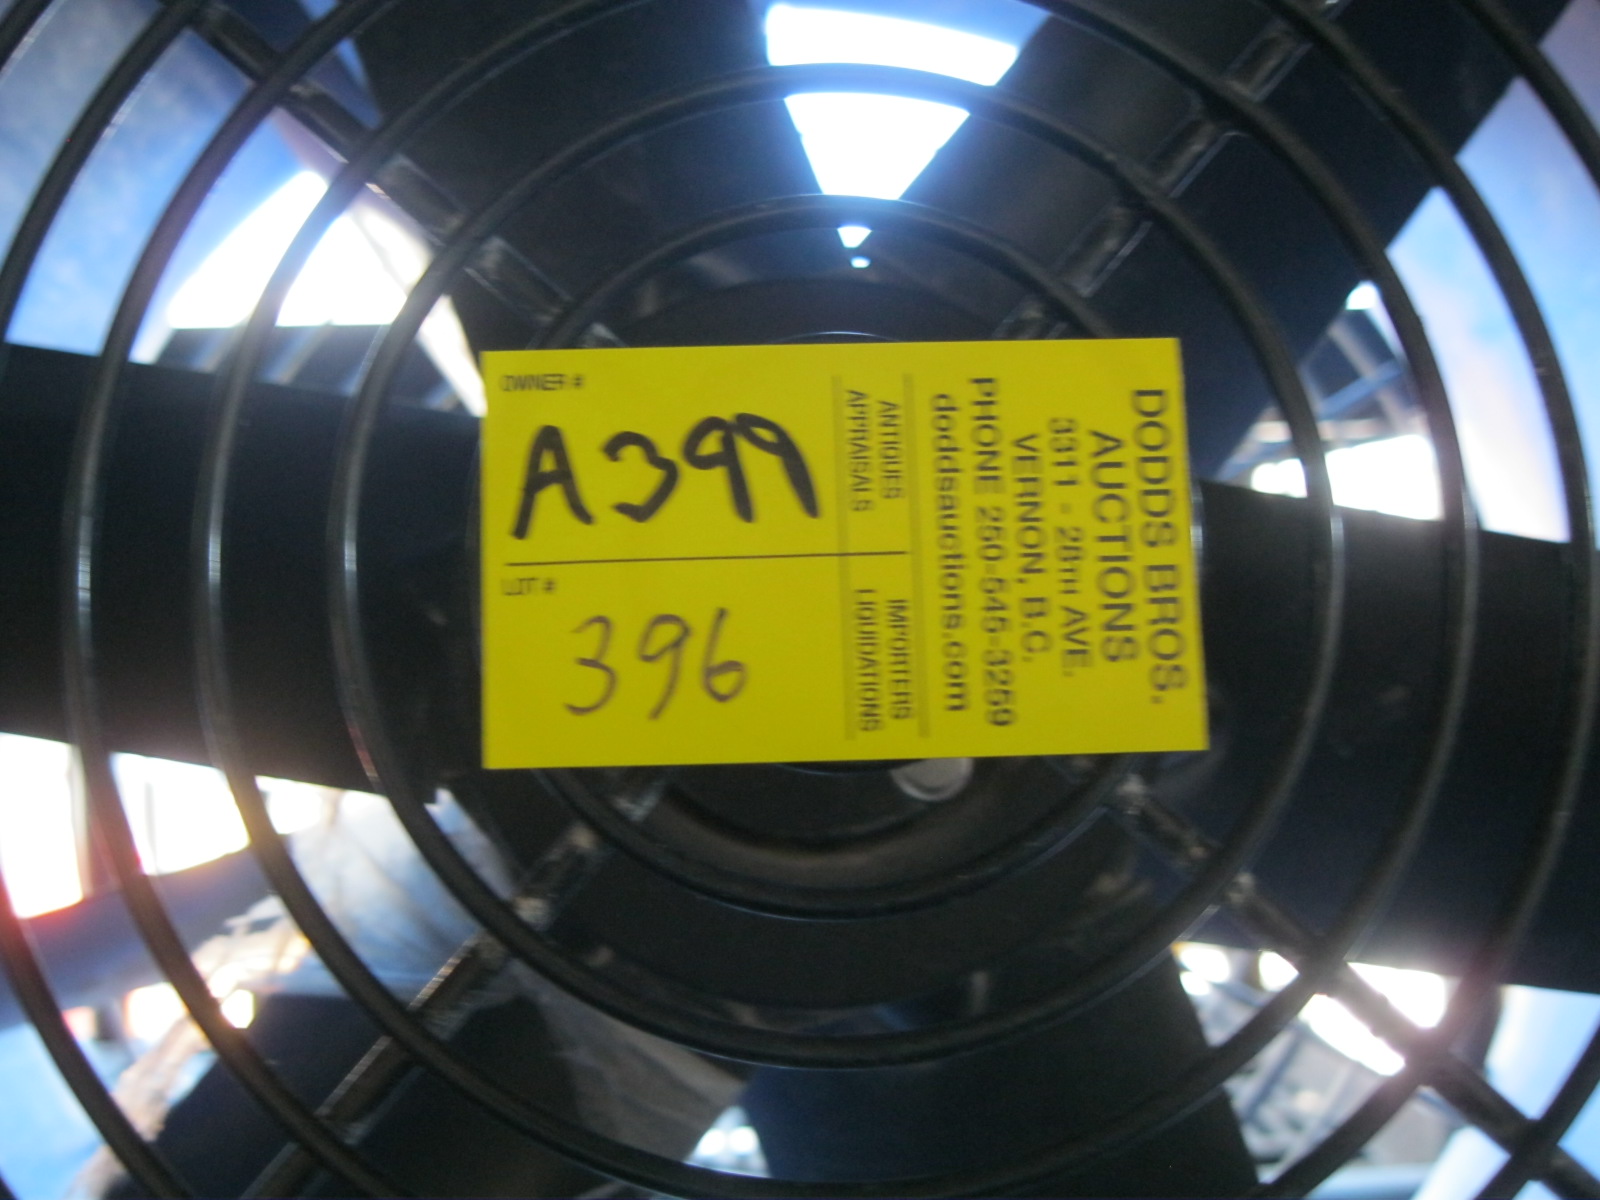 DODDS BROS.
AUCTIONS
3311 - 28TH AVE.
VERNON, B.C.
PHONE 250-545-3259
doddsauctions.com
ANTIQUES IMPORTERS
APPRAISALS LIQUIDATIONS
OWNER #
A399
LOT #
396